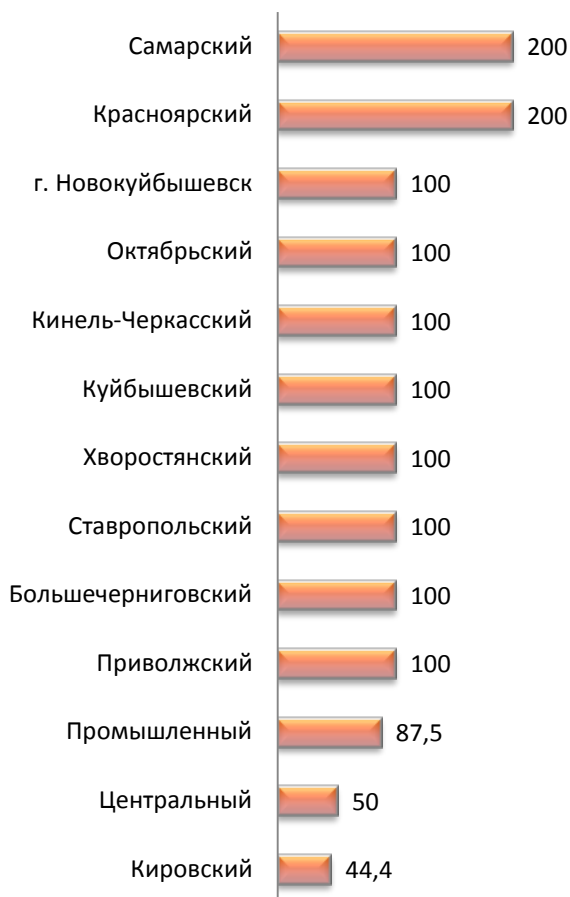 Самарский 200
Красноярский 200
г. Новокуйбышевск 100
Октябрьский 100
Кинель-Черкасский 100
Куйбышевский 100
Хворостянский 100
Ставропольский 100
Большечерниговский 100
Приволжский 100
Промышленный 87,5
Центральный 50
Кировский 44,4